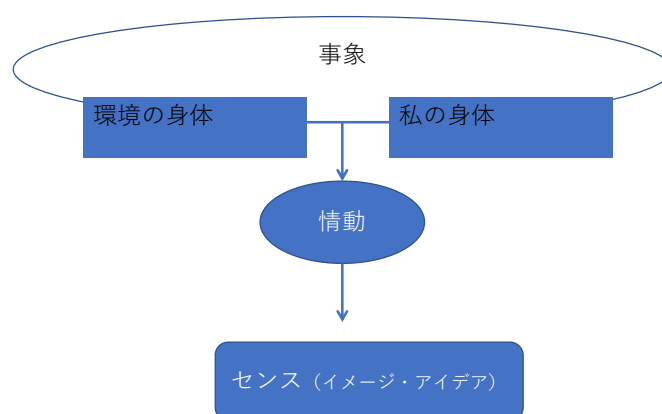 事象
環境の身体
私の身体
情動
センス（イメージ・アイデア）